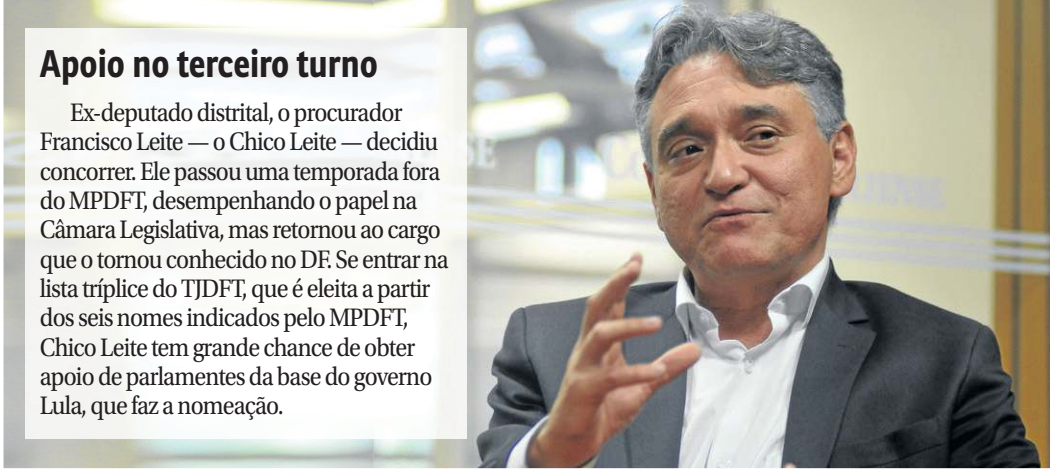 Apoio no terceiro turno
Ex-deputado distrital, o procurador
Francisco Leite — o Chico Leite — decidiu
concorrer. Ele passou uma temporada fora
do MPDFT, desempenhando o papel na
Câmara Legislativa, mas retornou ao cargo
que o tornou conhecido no DF. Se entrar na
lista tríplice do TJDFT, que é eleita a partir
dos seis nomes indicados pelo MPDFT,
Chico Leite tem grande chance de obter
apoio de parlamentes da base do governo
Lula, que faz a nomeação.